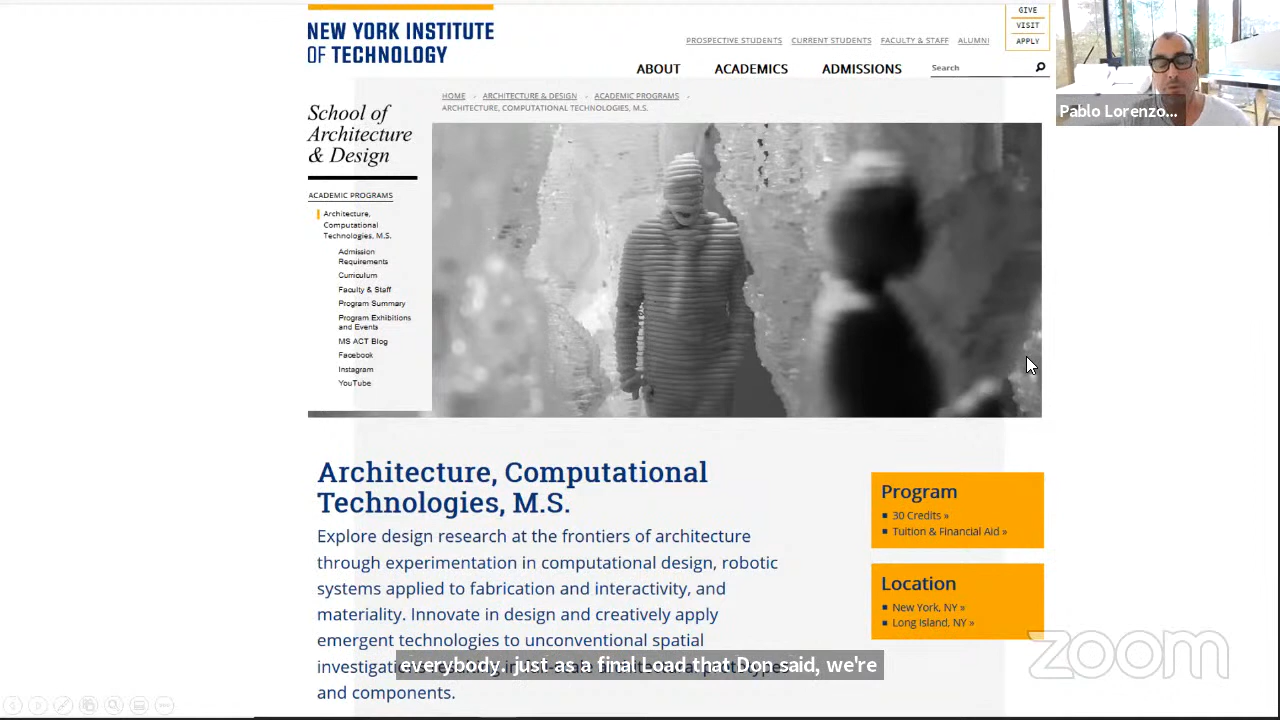 NEW YORK INSTITUTE
OF TECHNOLOGY
GIVE
VISIT
APPLY
PROSPECTIVE STUDENTS CURRENT STUDENTS FACULTY & STAFF ALUMNI
ABOUT ACADEMICS ADMISSIONS Search
Pablo Lorenzo...
HOME ARCHITECTURE & DESIGN ACADEMIC PROGRAMS
ARCHITECTURE, COMPUTATIONAL TECHNOLOGIES, M.S.
School of
Architecture
& Design
ACADEMIC PROGRAMS
Architecture,
Computational
Technologies, M.S.
Admission
Requirements
Curriculum
Faculty & Staff
Program Summary
Program Exhibitions
and Events
MS ACT Blog
Facebook
Instagram
YouTube
Architecture, Computational
Technologies, M.S.
Explore design research at the frontiers of architecture
through experimentation in computational design, robotic
systems applied to fabrication and interactivity, and
materiality. Innovate in design and creatively apply
emergent technologies to unconventional spatial
and components.
Program
30 Credits »
Tuition & Financial Aid »
Location
New York, NY »
Long Island, NY »
everybody. just as a final Load that Don said, we're
zoom